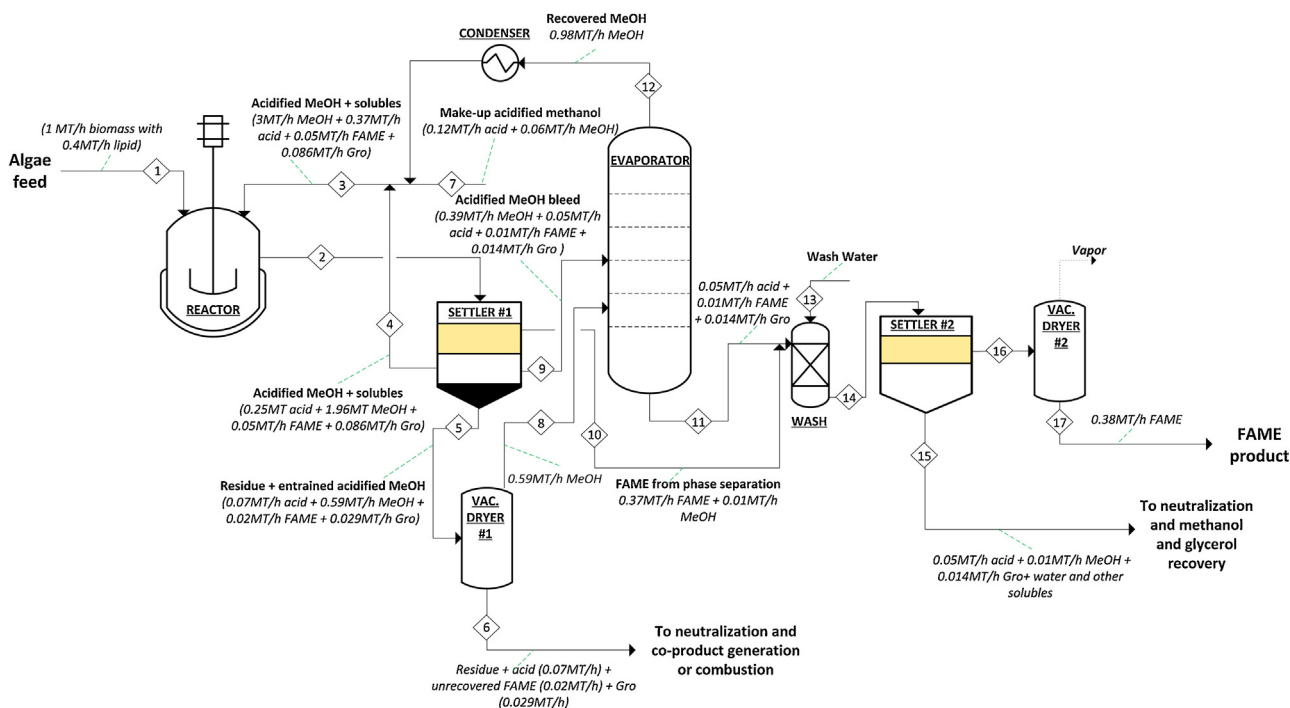 Recovered MeOH
0.98MT/h MeOH
CONDENSER
12
Acidified MeOH + solubles
(3MT/h MeOH + 0.37MT/h
acid + 0.05MT/h FAME +
0.086MT/h Gro)
Make-up acidified methanol
(0.12MT/h acid + 0.06MT/h MeOH)
(1 MT/h biomass with
0.4MT/h lipid)
Algae
feed
1
3
7
EVAPORATOR
Acidified MeOH bleed
(0.39MT/h MeOH + 0.05MT/h
acid + 0.01MT/h FAME +
0.014MT/h Gro )
2
REACTOR
Wash Water
Vapor
0.05MT/h acid +
0.01MT/h FAME
+ 0.014MT/h Gro
13
SETTLER #1
SETTLER #2
VAC.
DRYER
#2
4
9
16
Acidified MeOH + solubles
(0.25MT acid + 1.96MT MeOH +
0.05MT/h FAME + 0.086MT/h Gro)
14
WASH
5
8
10
11
17
0.38MT/h FAME
FAME
product
15
0.59MT/h MeOH
Residue + entrained acidified MeOH
(0.07MT/h acid + 0.59MT/h MeOH +
0.02MT/h FAME + 0.029MT/h Gro)
VAC.
DRYER
#1
FAME from phase separation
0.37MT/h FAME + 0.01MT/h
MeOH
To neutralization
and methanol
and glycerol
recovery
0.05MT/h acid + 0.01MT/h MeOH +
0.014MT/h Gro+ water and other
solubles
6
To neutralization and
co-product generation
or combustion
Residue + acid (0.07MT/h) +
unrecovered FAME (0.02MT/h) + Gro
(0.029MT/h)